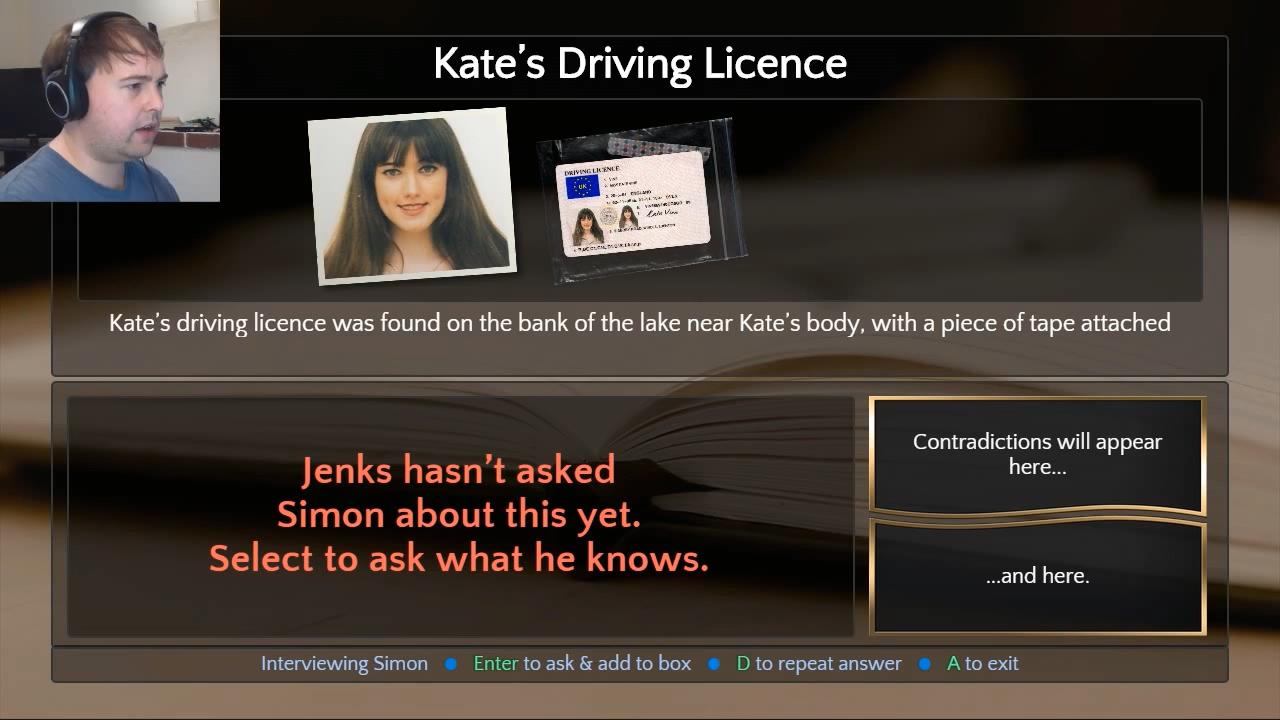 Kate's Driving Licence
DRIVING LICENCE
UK
Kate's driving licence was found on the bank of the lake near Kate's body, with a piece of tape attached
Jenks hasn't asked
Simon about this yet.
Select to ask what he knows.
Contradictions will appear
here...
...and here.
Interviewing Simon
Enter to ask & add to box
D to repeat answer
A to exit